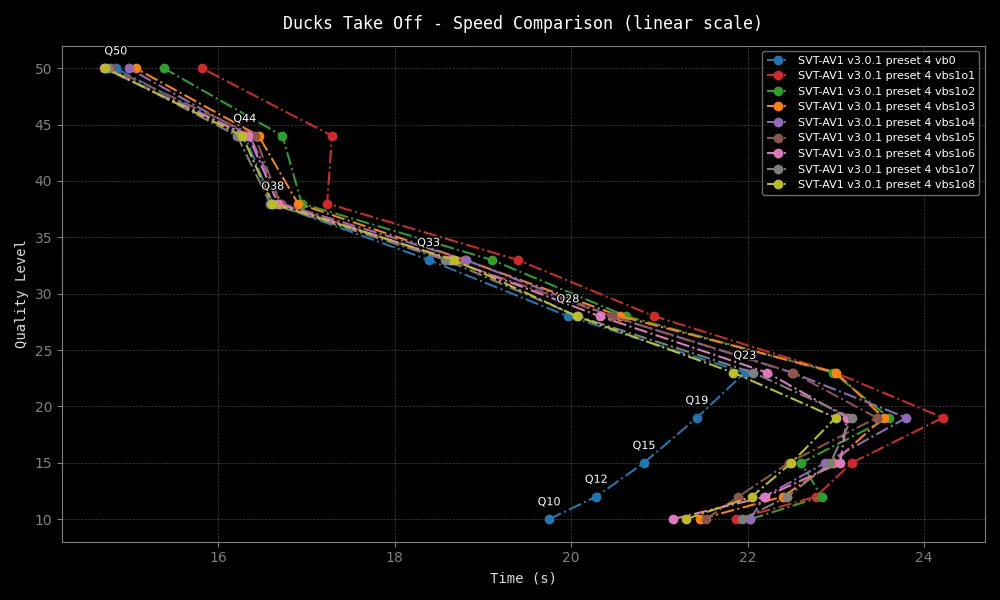 Ducks Take Off - Speed Comparison (linear scale)
SVT-AV1 v3.0.1 preset 4 vb0
SVT-AV1 v3.0.1 preset 4 vbs1o1
SVT-AV1 v3.0.1 preset 4 vbs1o2
SVT-AV1 v3.0.1 preset 4 vbs1o3
SVT-AV1 v3.0.1 preset 4 vbs1o4
SVT-AV1 v3.0.1 preset 4 vbs1o5
SVT-AV1 v3.0.1 preset 4 vbs1o6
SVT-AV1 v3.0.1 preset 4 vbs1o7
SVT-AV1 v3.0.1 preset 4 vbs1o8
Q50
Q44
Q38
Q33
Q28
Q23
Q19
Q15
Q12
Q10
Quality Level
50
45
40
35
30
25
20
15
10
16
18
20
22
24
Time (s)